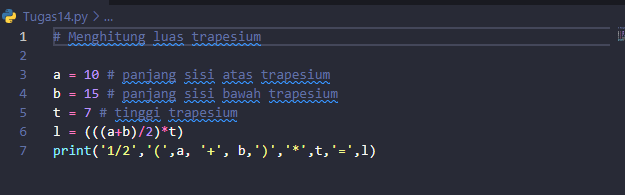 Tugas14.py > ...
1 # Menghitung luas trapesium
2
3 a = 10 # panjang sisi atas trapesium
4 b = 15 # panjang sisi bawah trapesium
5 t = 7 # tinggi trapesium
6 l = (((a+b)/2)*t)
7 print('1/2','(',a, '+', b,')','*',t,'=',l)